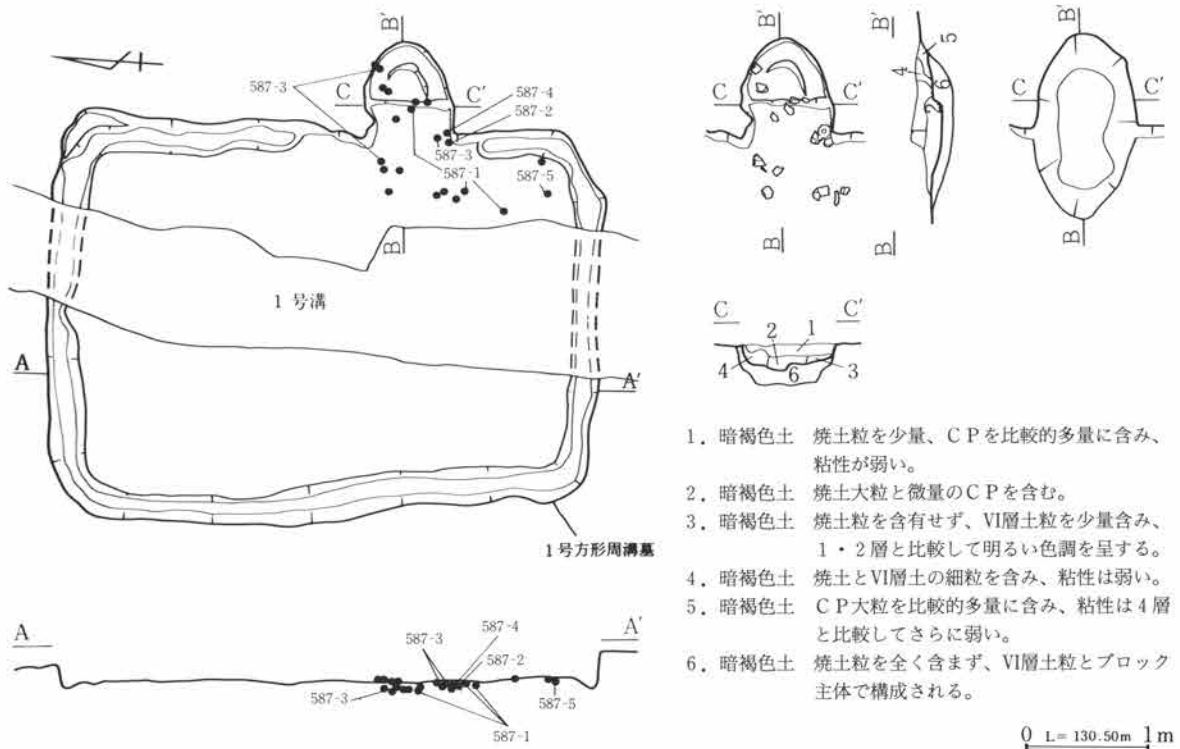 B′
B′
B′
B′
587-3
C
C′
587-4
587-2
587-3
587-1
587-5
B
1 号溝
A
A′
1号方形周溝墓
C
C′
B
4
5
6
B
C
C′
B
C
C′
1
2
4
6
3
1．暗褐色土 焼土粒を少量、ＣＰを比較的多量に含み、
粘性が弱い。
2．暗褐色土 焼土大粒と微量のＣＰを含む。
3．暗褐色土 焼土粒を含有せず、Ⅵ層土粒を少量含み、
1・2層と比較して明るい色調を呈する。
4．暗褐色土 焼土とⅥ層土の細粒を含み、粘性は弱い。
5．暗褐色土 ＣＰ大粒を比較的多量に含み、粘性は4層
と比較してさらに弱い。
6．暗褐色土 焼土粒を全く含まず、Ⅵ層土粒とブロック
主体で構成される。
A
A′
587-3
587-4
587-2
587-3
587-5
587-1
0 L= 130.50m 1m